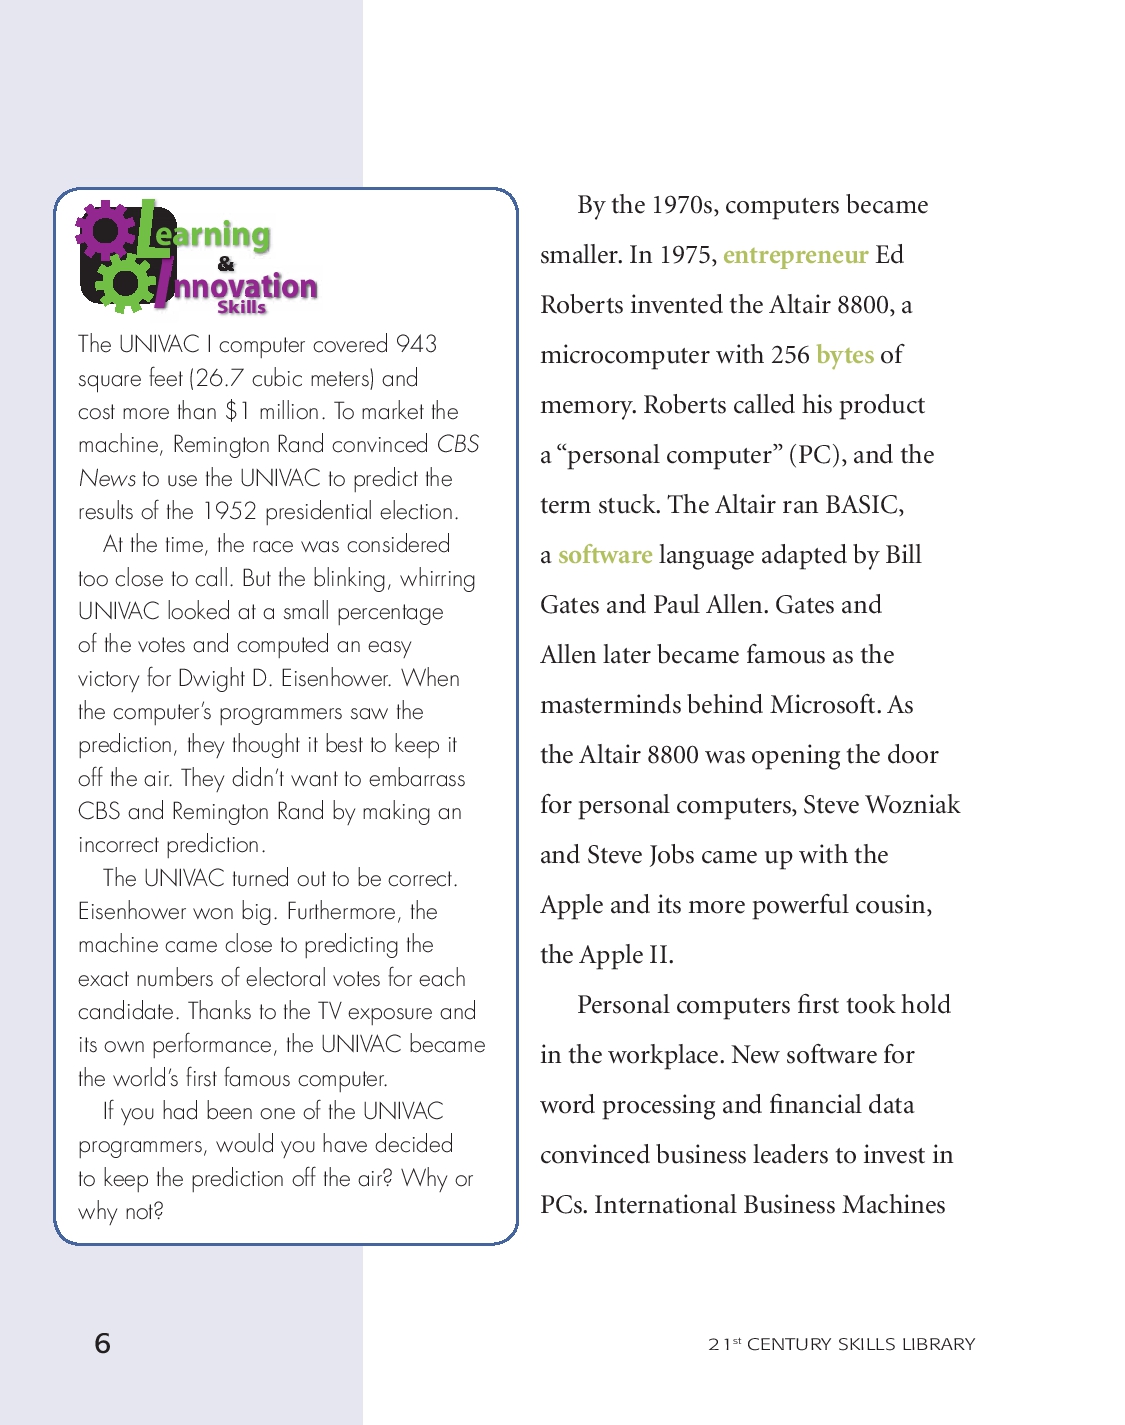 Learning
&
Innovation
Skills
The UNIVAC I computer covered 943
square feet (26.7 cubic meters) and
cost more than $1 million. To market the
machine, Remington Rand convinced CBS
News to use the UNIVAC to predict the
results of the 1952 presidential election.
At the time, the race was considered
too close to call. But the blinking, whirring
UNIVAC looked at a small percentage
of the votes and computed an easy
victory for Dwight D. Eisenhower. When
the computer’s programmers saw the
prediction, they thought it best to keep it
off the air. They didn’t want to embarrass
CBS and Remington Rand by making an
incorrect prediction.
The UNIVAC turned out to be correct.
Eisenhower won big. Furthermore, the
machine came close to predicting the
exact numbers of electoral votes for each
candidate. Thanks to the TV exposure and
its own performance, the UNIVAC became
the world’s first famous computer.
If you had been one of the UNIVAC
programmers, would you have decided
to keep the prediction off the air? Why or
why not?
By the 1970s, computers became
smaller. In 1975, entrepreneur Ed
Roberts invented the Altair 8800, a
microcomputer with 256 bytes of
memory. Roberts called his product
a “personal computer” (PC), and the
term stuck. The Altair ran BASIC,
a software language adapted by Bill
Gates and Paul Allen. Gates and
Allen later became famous as the
masterminds behind Microsoft. As
the Altair 8800 was opening the door
for personal computers, Steve Wozniak
and Steve Jobs came up with the
Apple and its more powerful cousin,
the Apple II.
Personal computers first took hold
in the workplace. New software for
word processing and financial data
convinced business leaders to invest in
PCs. International Business Machines
6
21st CENTURY SKILLS LIBRARY